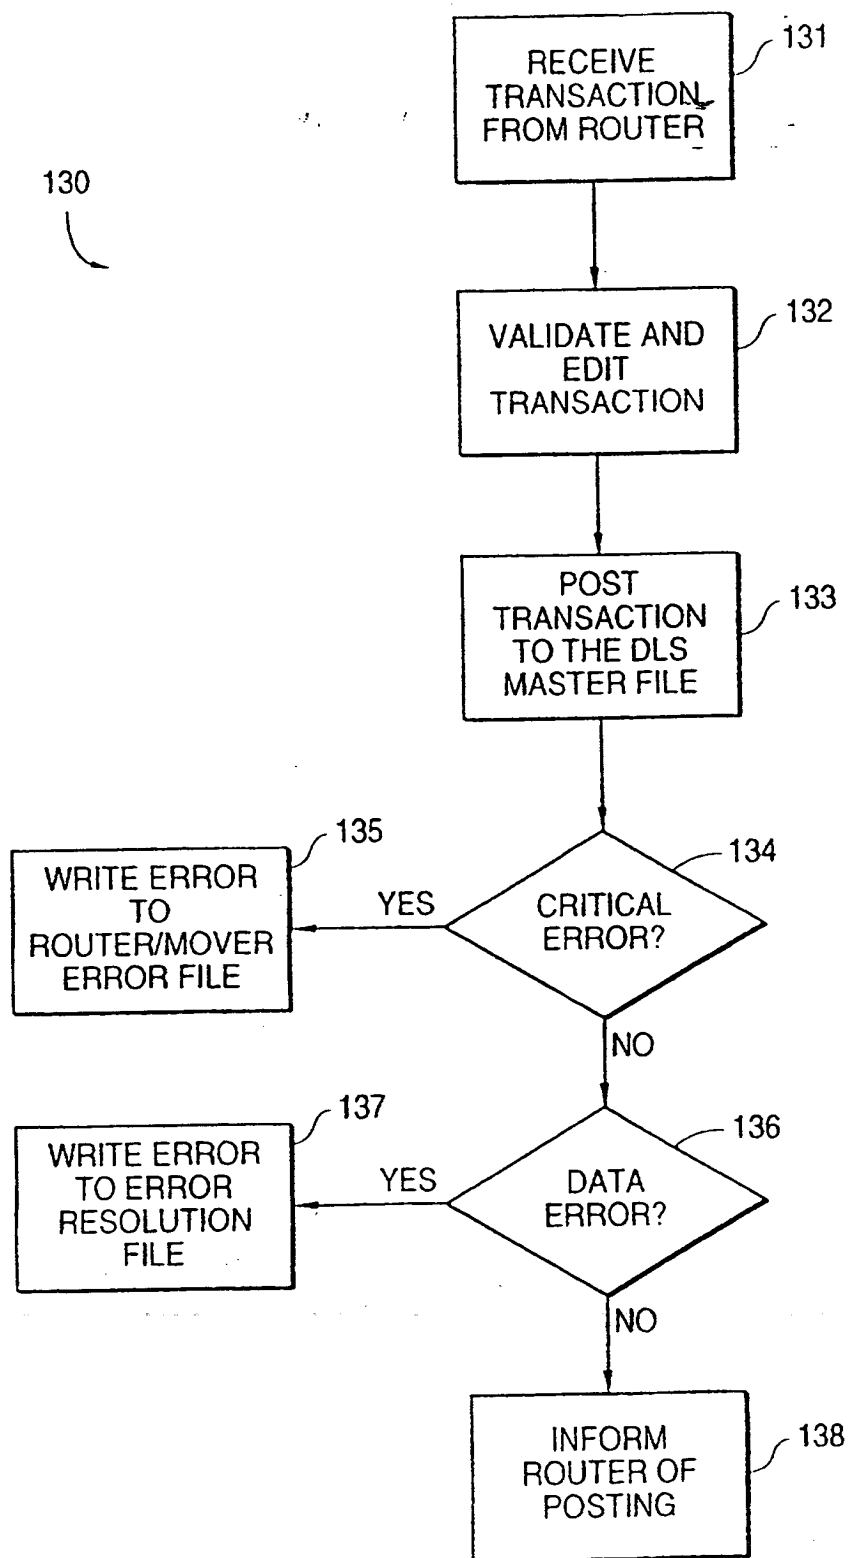 131
RECEIVE
TRANSACTION
FROM ROUTER
130
132
VALIDATE AND
EDIT
TRANSACTION
133
POST
TRANSACTION
TO THE DLS
MASTER FILE
134
CRITICAL
ERROR?
YES
135
WRITE ERROR
TO
ROUTER/MOVER
ERROR FILE
NO
136
DATA
ERROR?
YES
137
WRITE ERROR
TO ERROR
RESOLUTION
FILE
NO
138
INFORM
ROUTER OF
POSTING